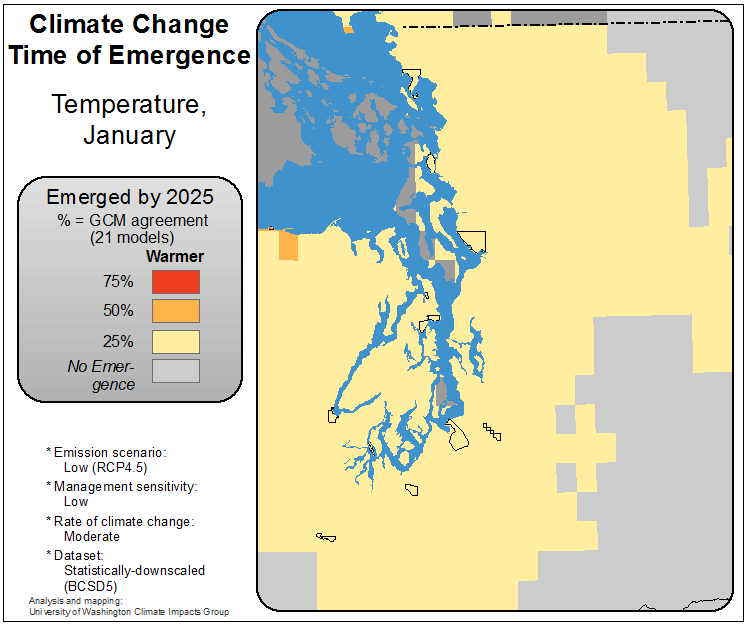 Climate Change
Time of Emergence
Temperature,
January
Emerged by 2025
% = GCM agreement
(21 models)
Warmer
75%
50%
25%
No Emer-
gence
* Emission scenario:
Low (RCP4.5)
* Management sensitivity:
Low
* Rate of climate change:
Moderate
* Dataset:
Statistically-downscaled
(BCSD5)
Analysis and mapping:
University of Washington Climate Impacts Group